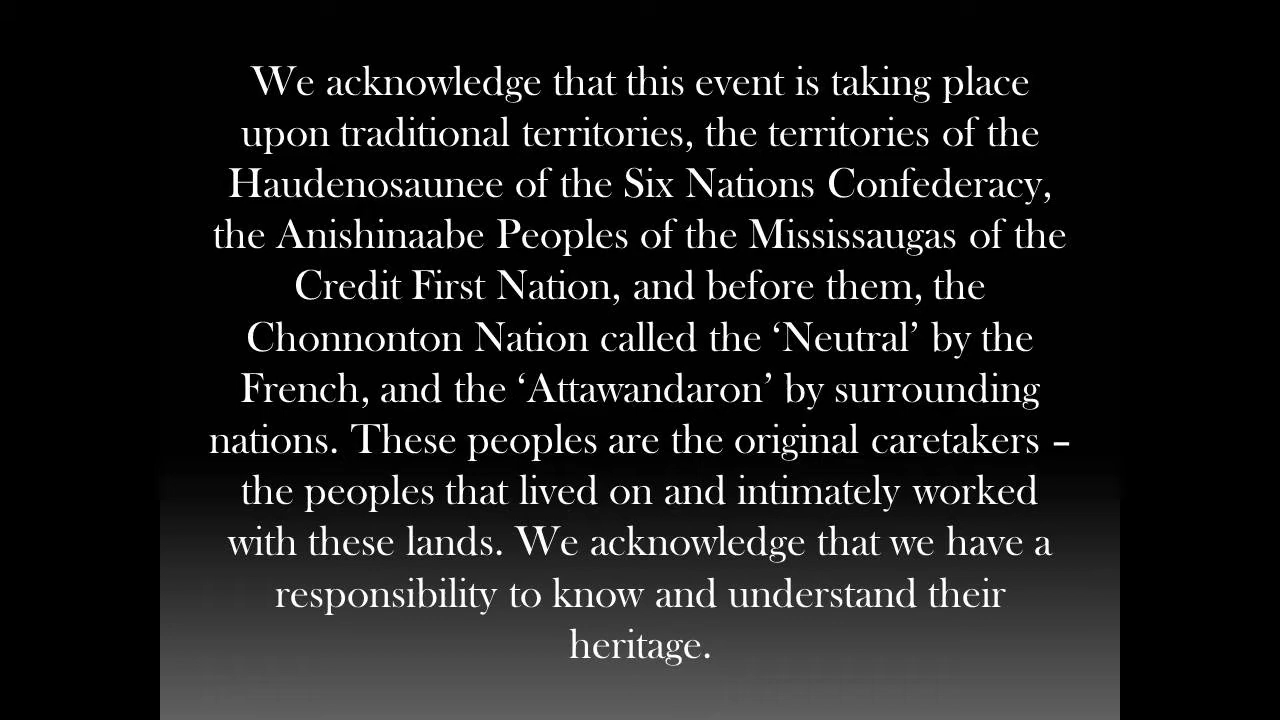 We acknowledge that this event is taking place
upon traditional territories, the territories of the
Haudenosaunee of the Six Nations Confederacy,
the Anishinaabe Peoples of the Mississaugas of the
Credit First Nation, and before them, the
Chonnonton Nation called the ‘Neutral’ by the
French, and the ‘Attawandaron’ by surrounding
nations. These peoples are the original caretakers –
the peoples that lived on and intimately worked
with these lands. We acknowledge that we have a
responsibility to know and understand their
heritage.